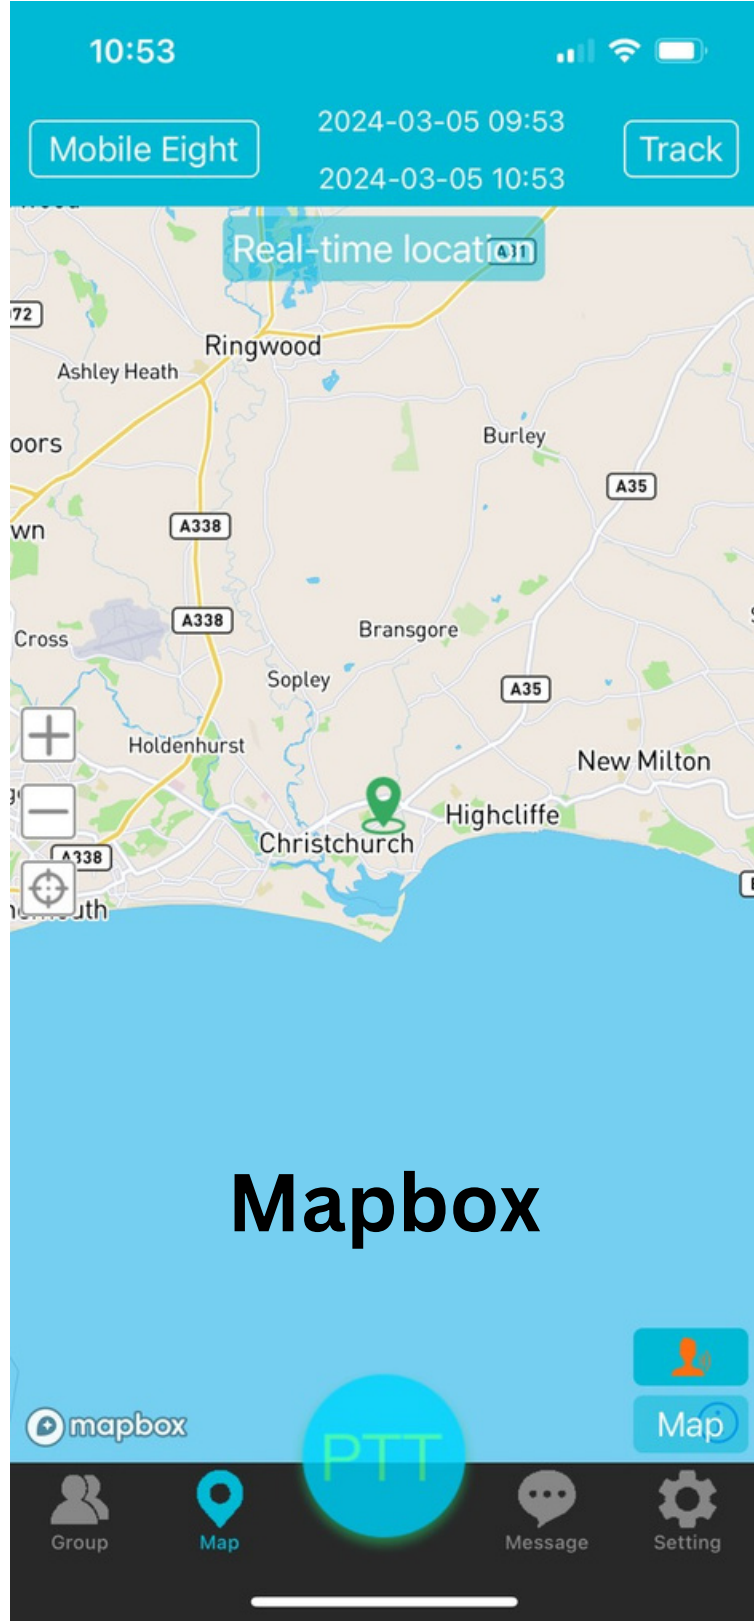 10:53
Mobile Eight
2024-03-05 09:53
2024-03-05 10:53
Track
Real-time location
A31
72
Ringwood
Ashley Heath
Burley
oors
A35
A338
wn
A338
Bransgore
Cross
Sopley
A35
Holdenhurst
New Milton
Highcliffe
Christchurch
A338
uth
Mapbox
mapbox
Map
PTT
Group
Map
Message
Setting